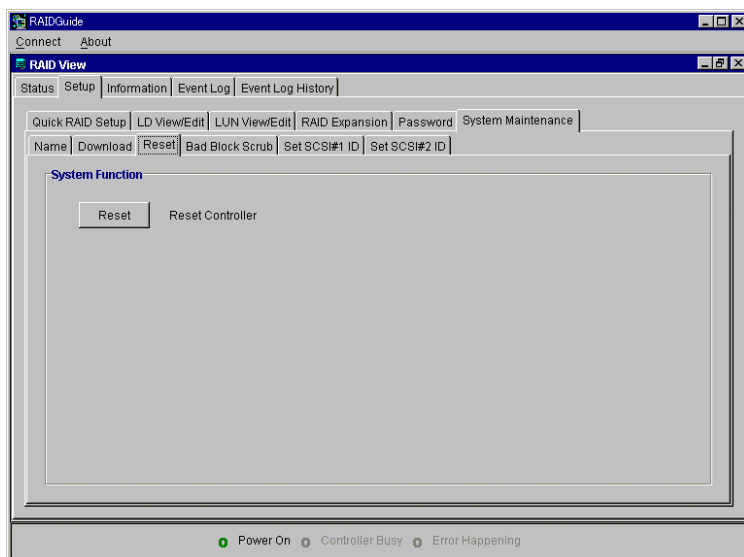 RAIDGuide
Connect About
RAID View
Status Setup Information Event Log Event Log History
Quick RAID Setup LD View/Edit LUN View/Edit RAID Expansion Password System Maintenance
Name Download Reset Bad Block Scrub Set SCSI#1 ID Set SCSI#2 ID
System Function
Reset Reset Controller
Power On Controller Busy Error Happening